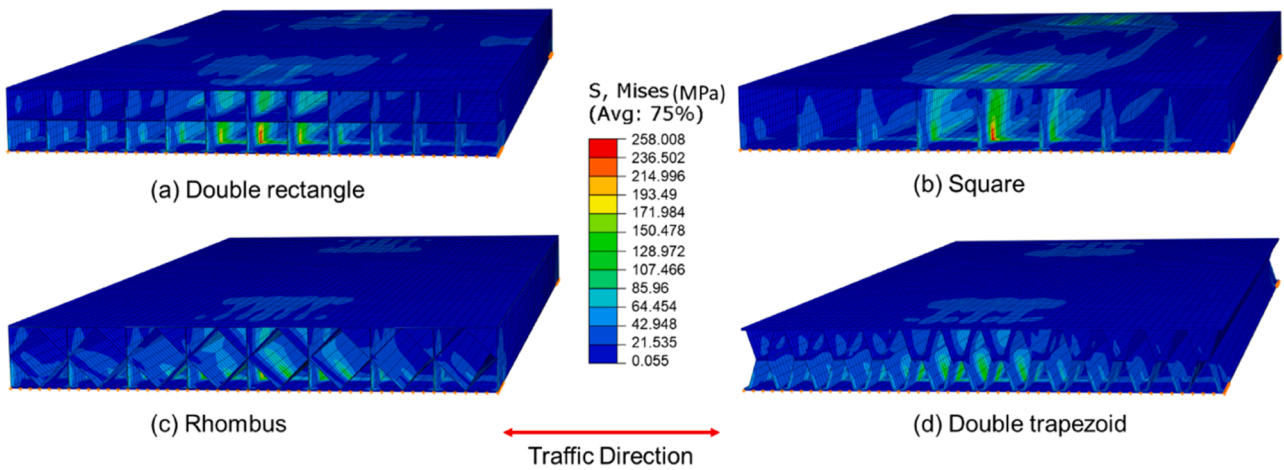 S, Mises (MPa)
(Avg: 75%)
258.008
236.502
214.996
193.49
171.984
150.478
128.972
107.466
85.96
64.454
42.948
21.535
0.055
(a) Double rectangle
(b) Square
(c) Rhombus
(d) Double trapezoid
Traffic Direction